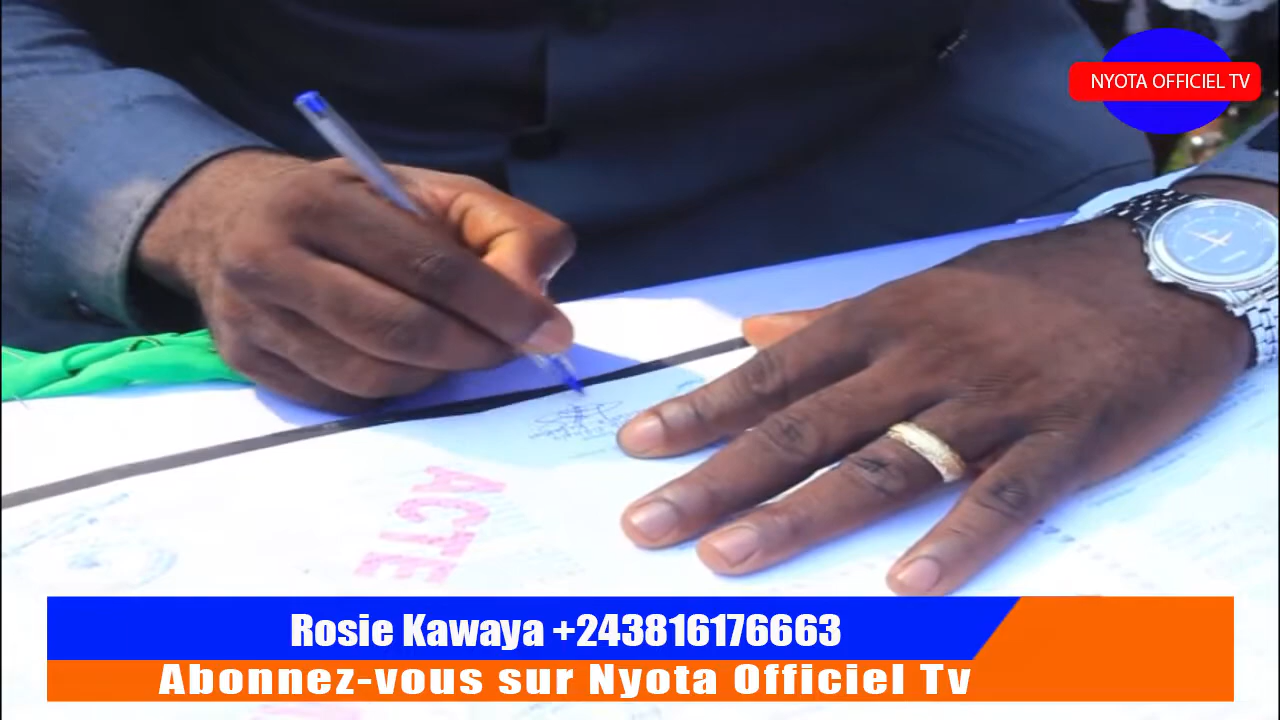 NYOTA OFFICIEL TV
ACTE
Rosie Kawaya +243816176663
Abonnez-vous sur Nyota Officiel Tv